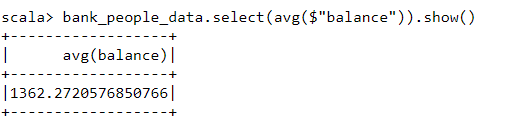 scala> bank_people_data.select(avg($"balance")).show()
+------------------+
|      avg(balance)|
+------------------+
|1362.2720576850766|
+------------------+